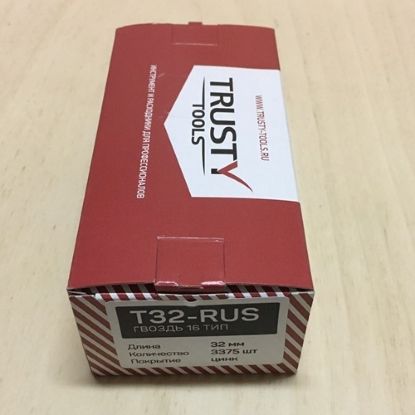 WWW.TRUSTY-TOOLS.RU
TRUSTY
TOOLS
ИНСТРУМЕНТ И РАСХОДНИКИ ДЛЯ ПРОФЕССИОНАЛОВ
T32-RUS
ГВОЗДЬ 16 ТИП
Длина 32 мм
Количество 3375 шт
Покрытие цинк